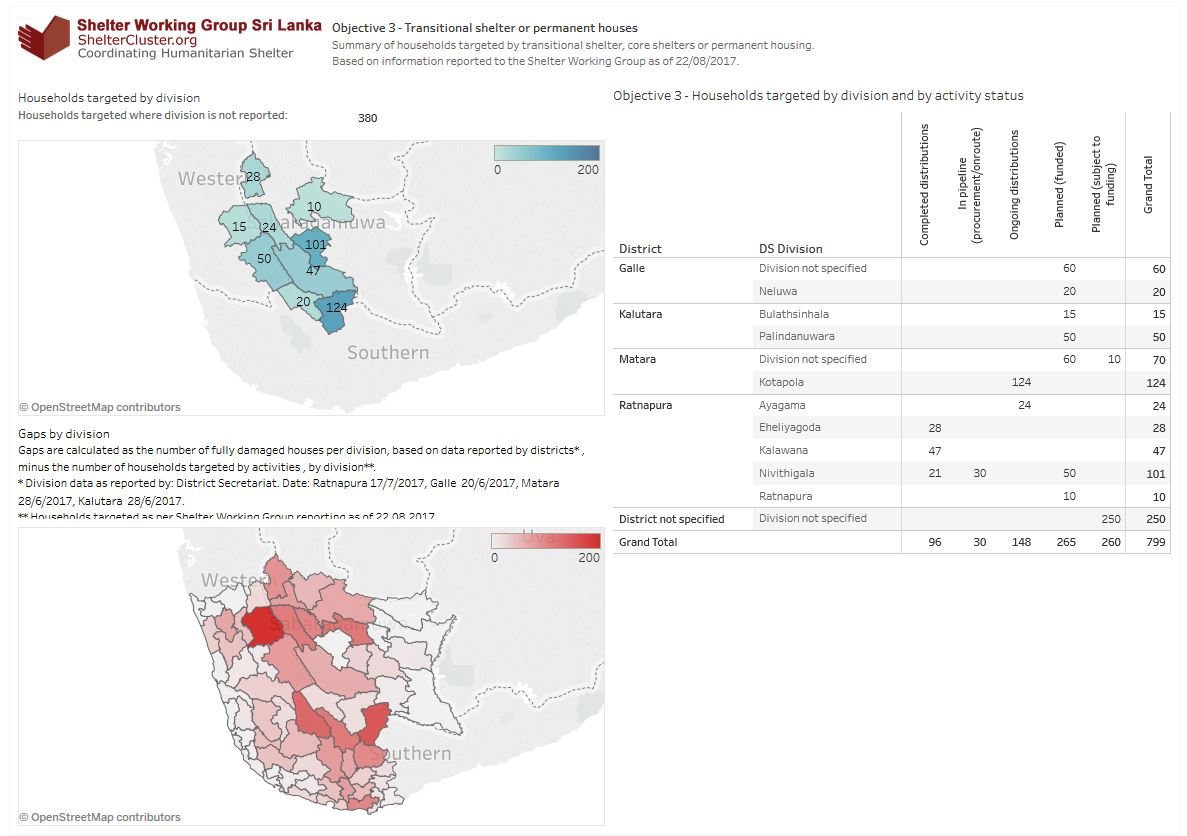 Shelter Working Group Sri Lanka
ShelterCluster.org
Coordinating Humanitarian Shelter
Objective 3 - Transitional shelter or permanent houses
Summary of households targeted by transitional shelter, core shelters or permanent housing.
Based on information reported to the Shelter Working Group as of 22/08/2017.
Households targeted by division
Households targeted where division is not reported: 380
0 200
Western
28
10
15 24
101
50
47
20
124
Southern
© OpenStreetMap contributors
Gaps by division
Gaps are calculated as the number of fully damaged houses per division, based on data reported by districts* ,
minus the number of households targeted by activities , by division**.
* Division data as reported by: District Secretariat. Date: Ratnapura 17/7/2017, Galle 20/6/2017, Matara
28/6/2017, Kalutara 28/6/2017.
** Households targeted as per Shelter Working Group reporting as of 22.08.2017
Uva
0 200
Western
Southern
© OpenStreetMap contributors
Objective 3 - Households targeted by division and by activity status
District DS Division Completed distributions In pipeline (procurement/onroute) Ongoing distributions Planned (funded) Planned (subject to funding) Grand Total
Galle Division not specified 60 60
Neluwa 20 20
Kalutara Bulathsinhala 15 15
Palindanuwara 50 50
Matara Division not specified 60 10 70
Kotapola 124 124
Ratnapura Ayagama 24 24
Eheliyagoda 28 28
Kalawana 47 47
Nivithigala 21 30 50 101
Ratnapura 10 10
District not specified Division not specified 250 250
Grand Total 96 30 148 265 260 799